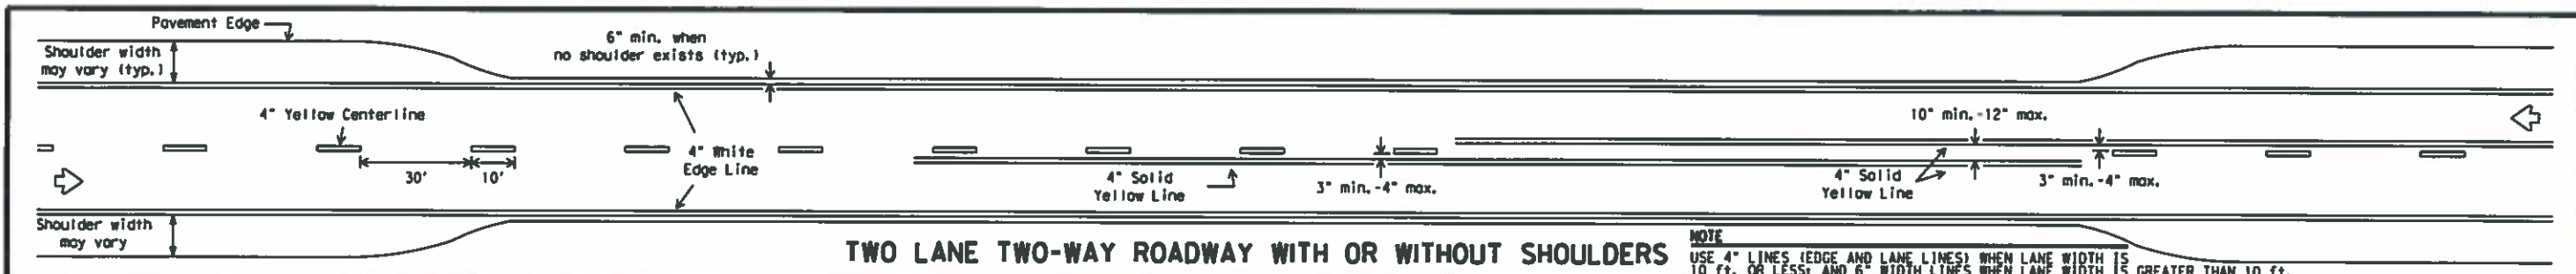 Pavement Edge
Shoulder width
may vary (typ.)
6" min. when
no shoulder exists (typ.)
4" Yellow Centerline
30'
10'
4" White
Edge Line
4" Solid
Yellow Line
3" min.-4" max.
10" min.-12" max.
4" Solid
Yellow Line
3" min.-4" max.
Shoulder width
may vary
TWO LANE TWO-WAY ROADWAY WITH OR WITHOUT SHOULDERS
NOTE
USE 4" LINES (EDGE AND LANE LINES) WHEN LANE WIDTH IS
10 ft. OR LESS; AND 6" WIDTH LINES WHEN LANE WIDTH IS GREATER THAN 10 ft.